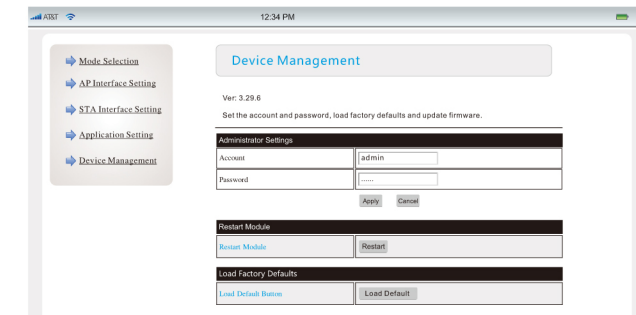 AT&T
12:34 PM
Mode Selection
AP Interface Setting
STA Interface Setting
Application Setting
Device Management
Device Management
Ver: 3.29.6
Set the account and password, load factory defaults and update firmware.
Administrator Settings
Account admin
Password ......
Apply Cancel
Restart Module
Restart Module Restart
Load Factory Defaults
Load Default Button Load Default